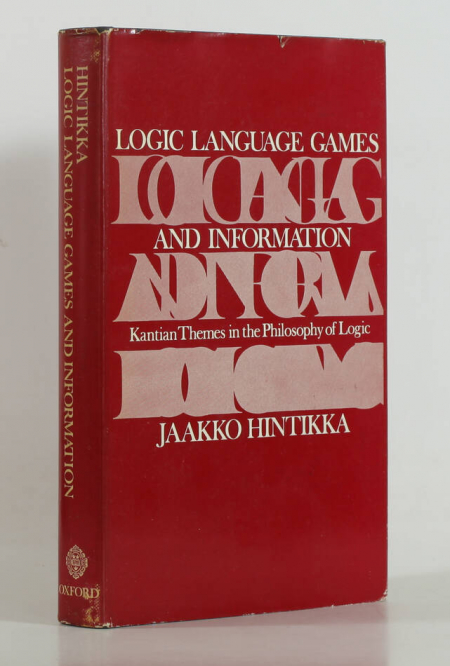 HINTIKKA
LOGIC LANGUAGE GAMES AND INFORMATION
OXFORD
LOGIC LANGUAGE GAMES
AND INFORMATION
Kantian Themes in the Philosophy of Logic
JAAKKO HINTIKKA